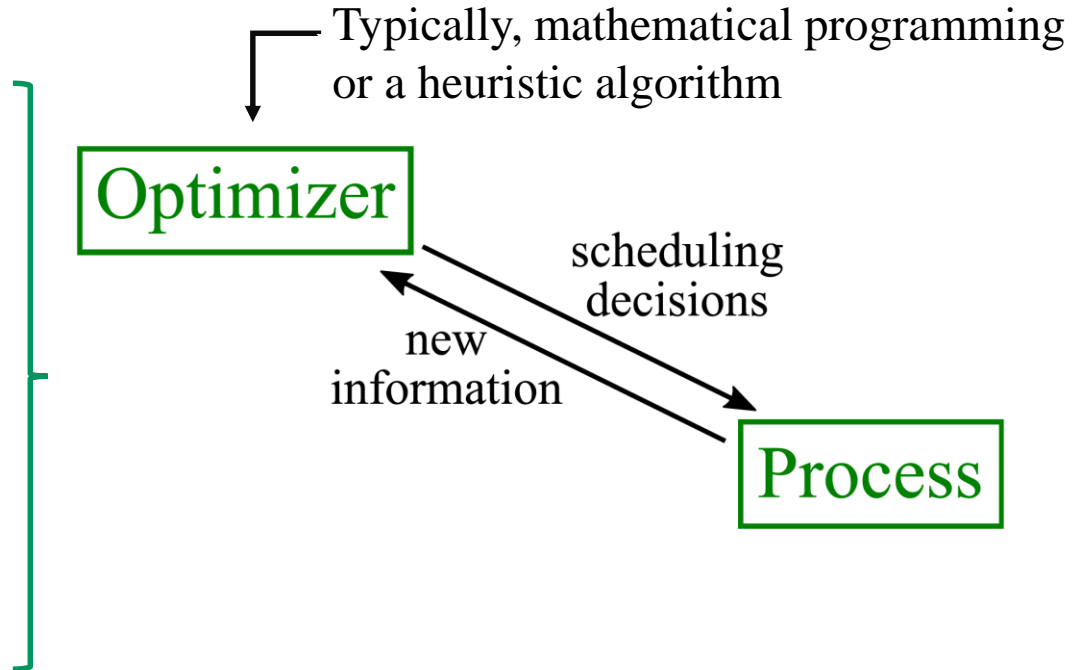 Typically, mathematical programming
or a heuristic algorithm
Optimizer
scheduling
decisions
new
information
Process